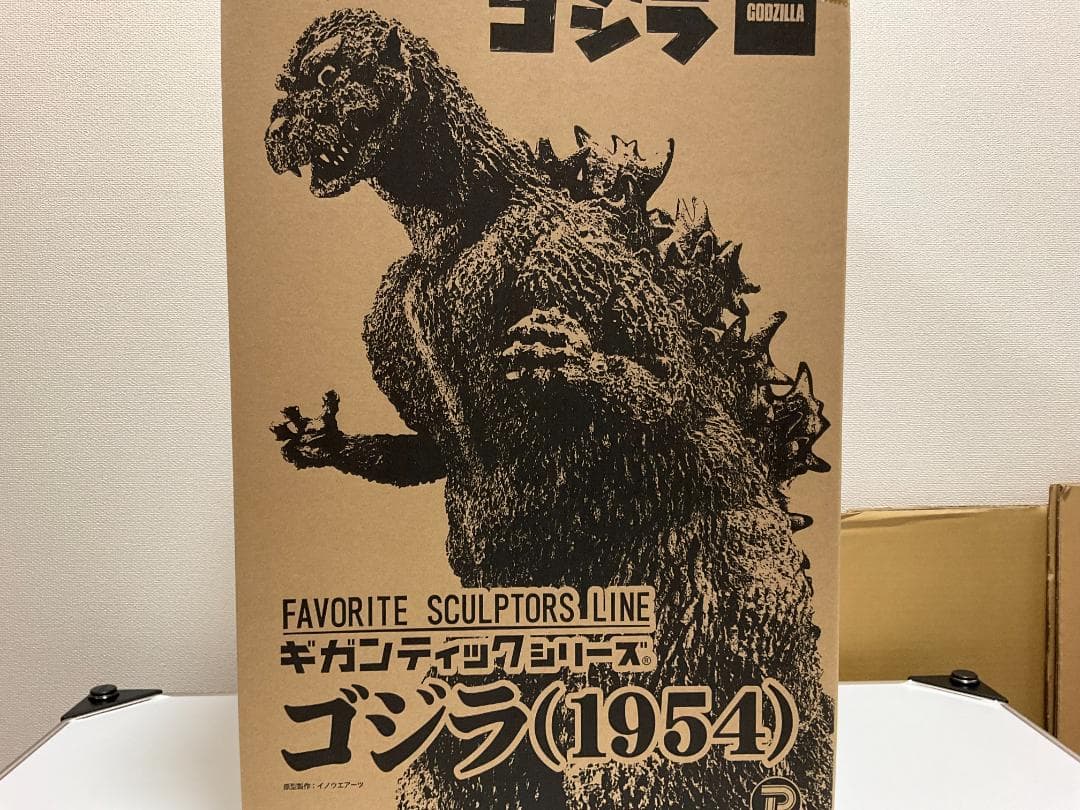 ゴジラ
GODZILLA
FAVORITE SCULPTORS LINE
ギガンティックシリーズ®
ゴジラ(1954)
原型製作:イノウエアーツ